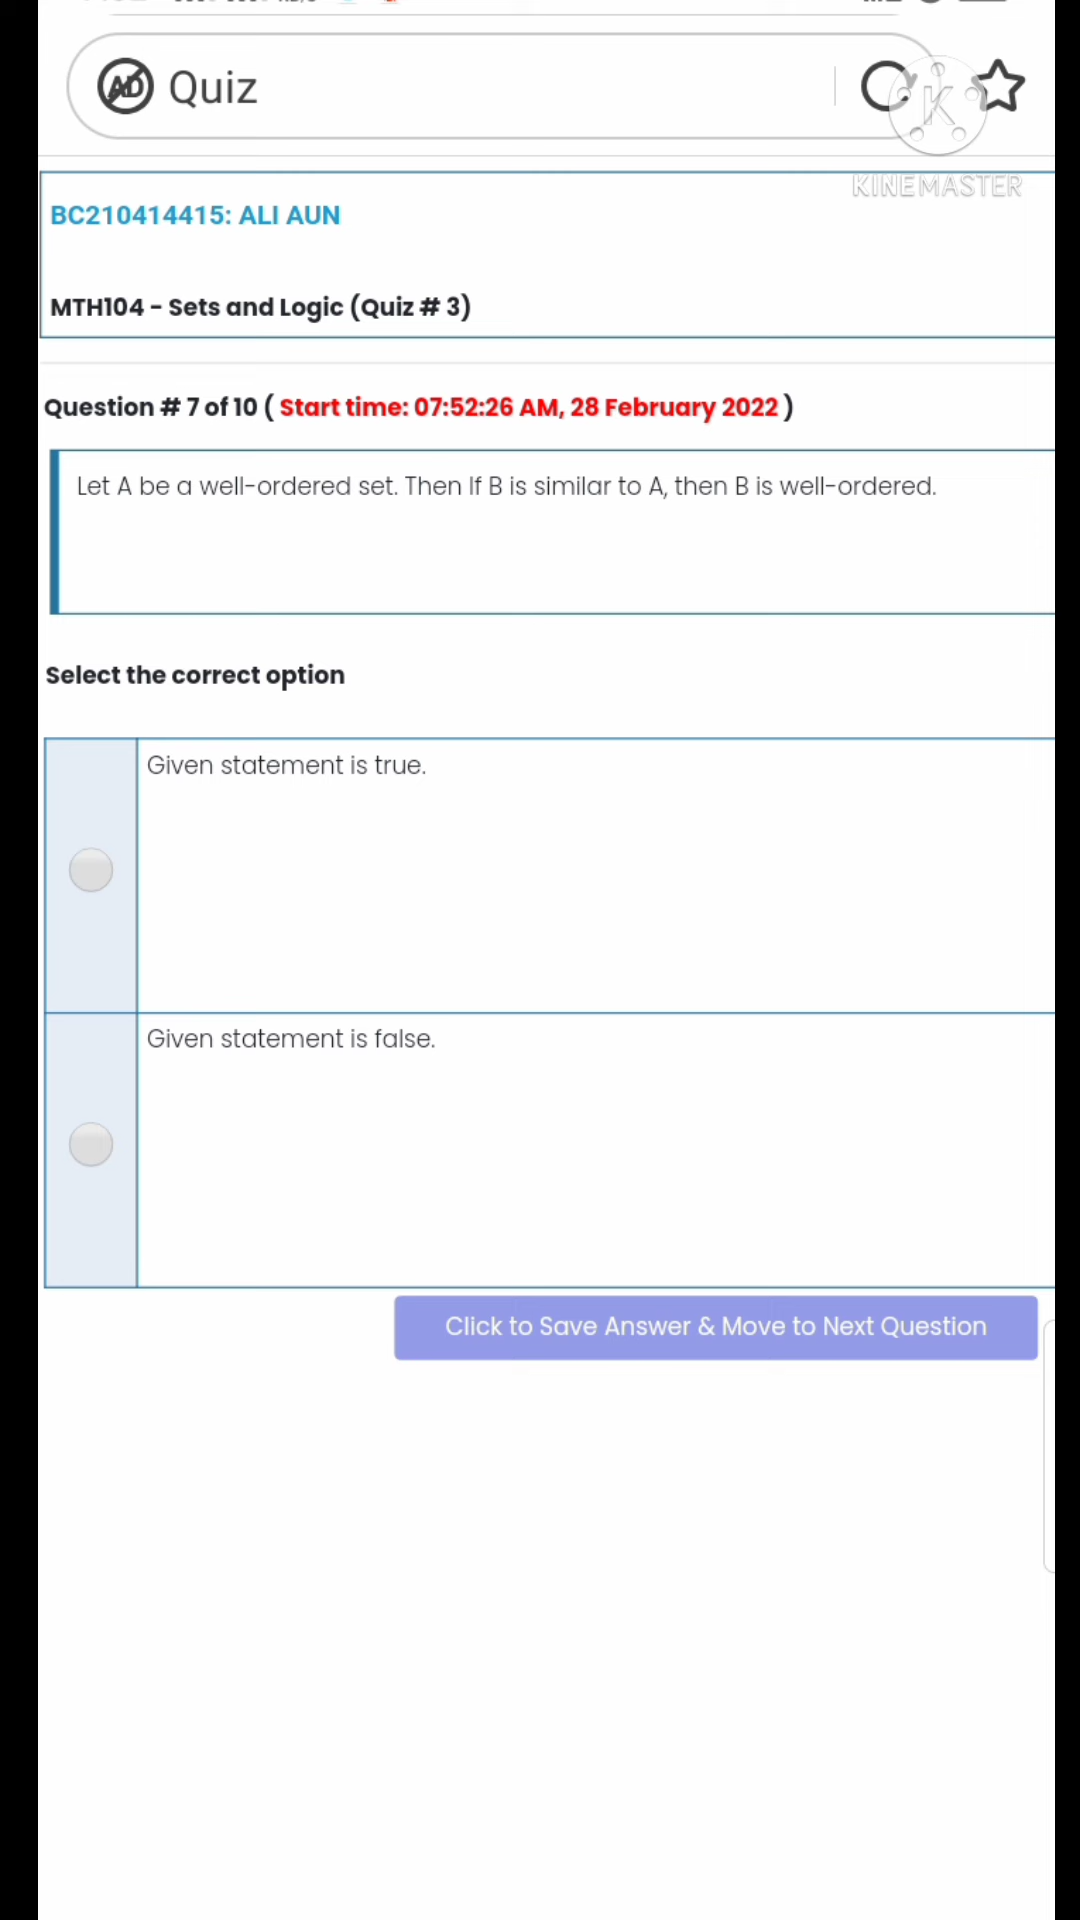 Quiz
KINEMASTER
BC210414415: ALI AUN
MTH104 - Sets and Logic (Quiz # 3)
Question # 7 of 10 ( Start time: 07:52:26 AM, 28 February 2022 )
Let A be a well-ordered set. Then If B is similar to A, then B is well-ordered.
Select the correct option
Given statement is true.
Given statement is false.
Click to Save Answer & Move to Next Question